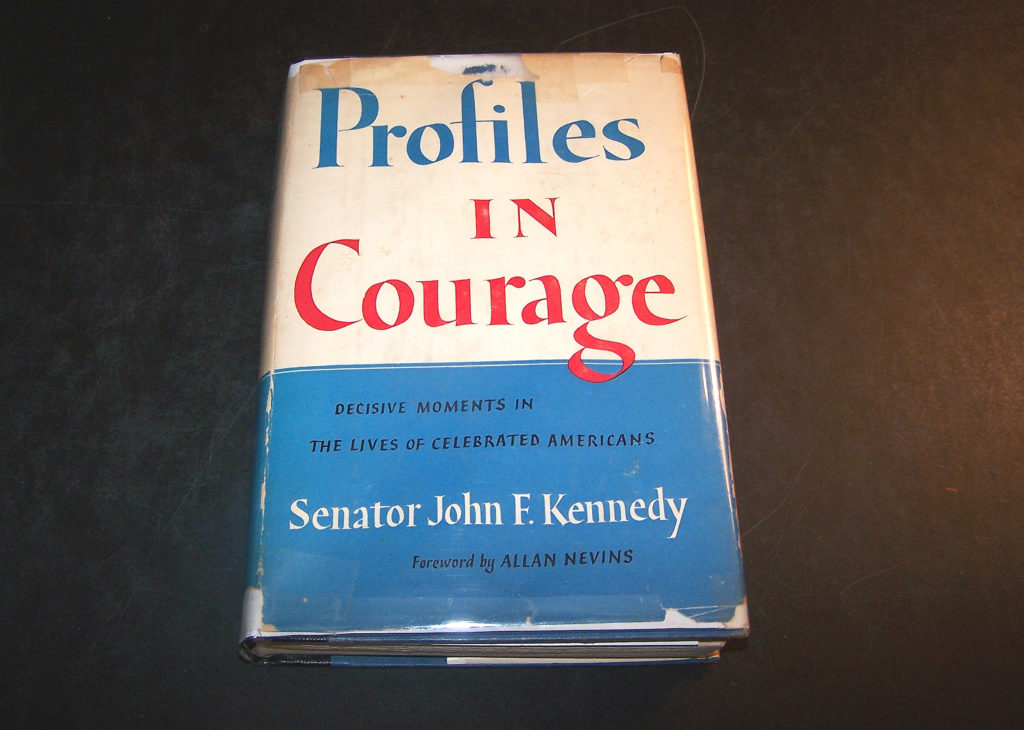 Profiles
IN
Courage
DECISIVE MOMENTS IN
THE LIVES OF CELEBRATED AMERICANS
Senator John F. Kennedy
Foreword by ALLAN NEVINS